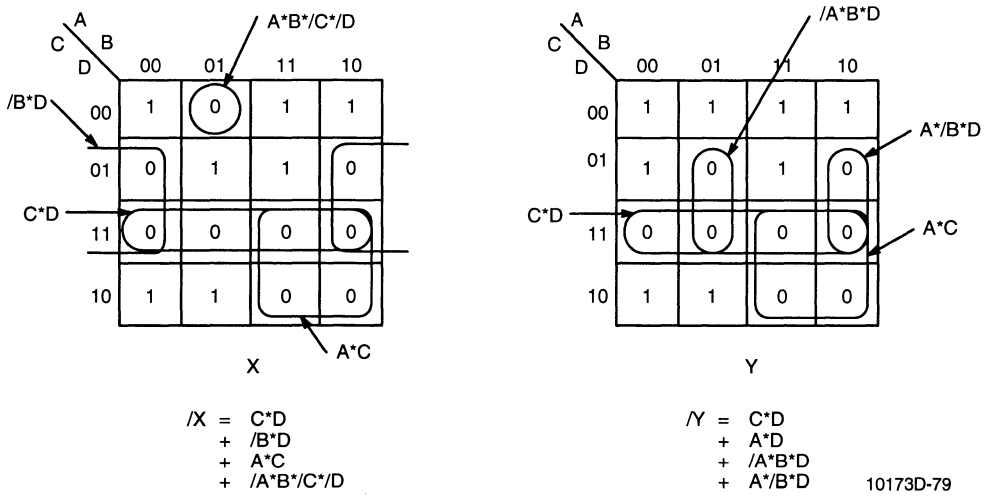 A A*B*/C*/D
C B
D 00 01 11 10
/B*D
00 1 0 1 1
01 0 1 1 0
C*D
11 0 0 0 0
10 1 1 0 0
A*C
X
/X = C*D
+ /B*D
+ A*C
+ /A*B*/C*/D
A /A*B*D
C B
D 00 01 11 10
00 1 1 1 1
A*/B*D
01 1 0 1 0
C*D
11 0 0 0 0
A*C
10 1 1 0 0
Y
/Y = C*D
+ A*D
+ /A*B*D
+ A*/B*D
10173D-79